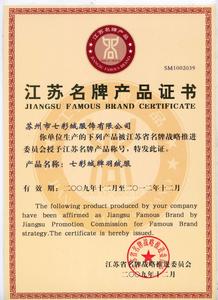 江苏名牌产品
SM1002039
江苏名牌产品证书
JIANGSU FAMOUS BRAND CERTIFICATE
苏州市七彩城服饰有限公司
你单位生产的下列产品被江苏省名牌战略推进
委员会授予江苏名牌产品称号，特发此证。
产品名称：七彩城牌羽绒服
有效期：二〇〇九年十二月至二〇一二年十二月
The following product produced by your company
have been affirmed as Jiangsu Famous Brand by
Jiangsu Promotion Commission for Famous Brand
strategy. The certificate is hereby issued.
江苏省名牌战略推进委员会
二〇〇九年十二月